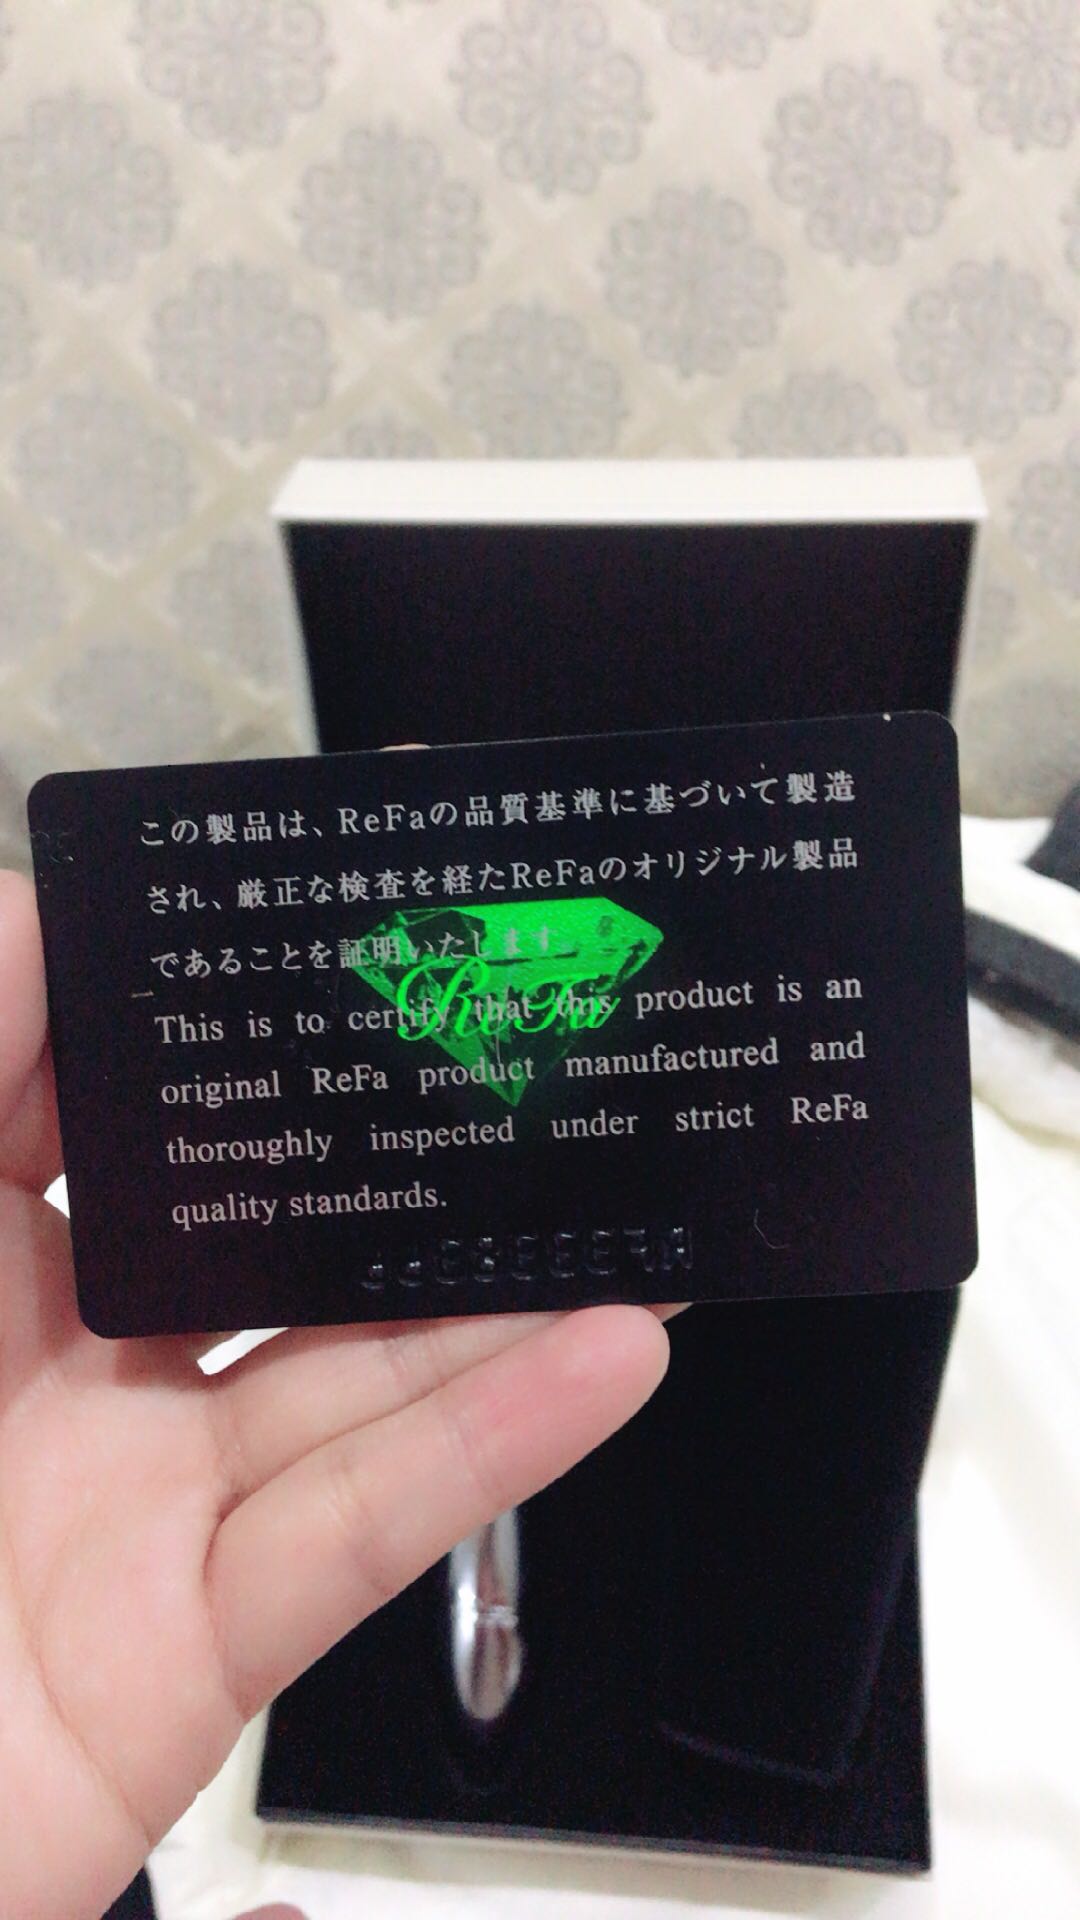 この製品は、ReFaの品質基準に基づいて製造
され、厳正な検査を経たReFaのオリジナル製品
であることを証明いたします。
ReFa
This is to certify that this product is an
original ReFa product manufactured and
thoroughly inspected under strict ReFa
quality standards.